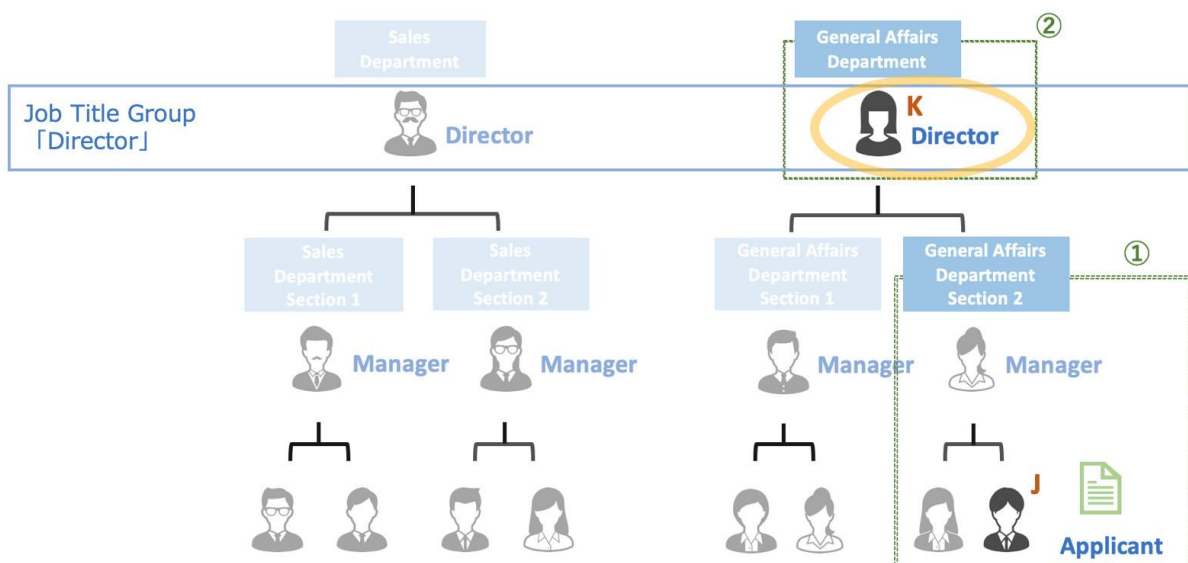 Sales
Department
General Affairs
Department
②
Job Title Group
「Director」
Director
K
Director
Sales
Department
Section 1
Sales
Department
Section 2
General Affairs
Department
Section 1
General Affairs
Department
Section 2
①
Manager
Manager
Manager
Manager
J
Applicant